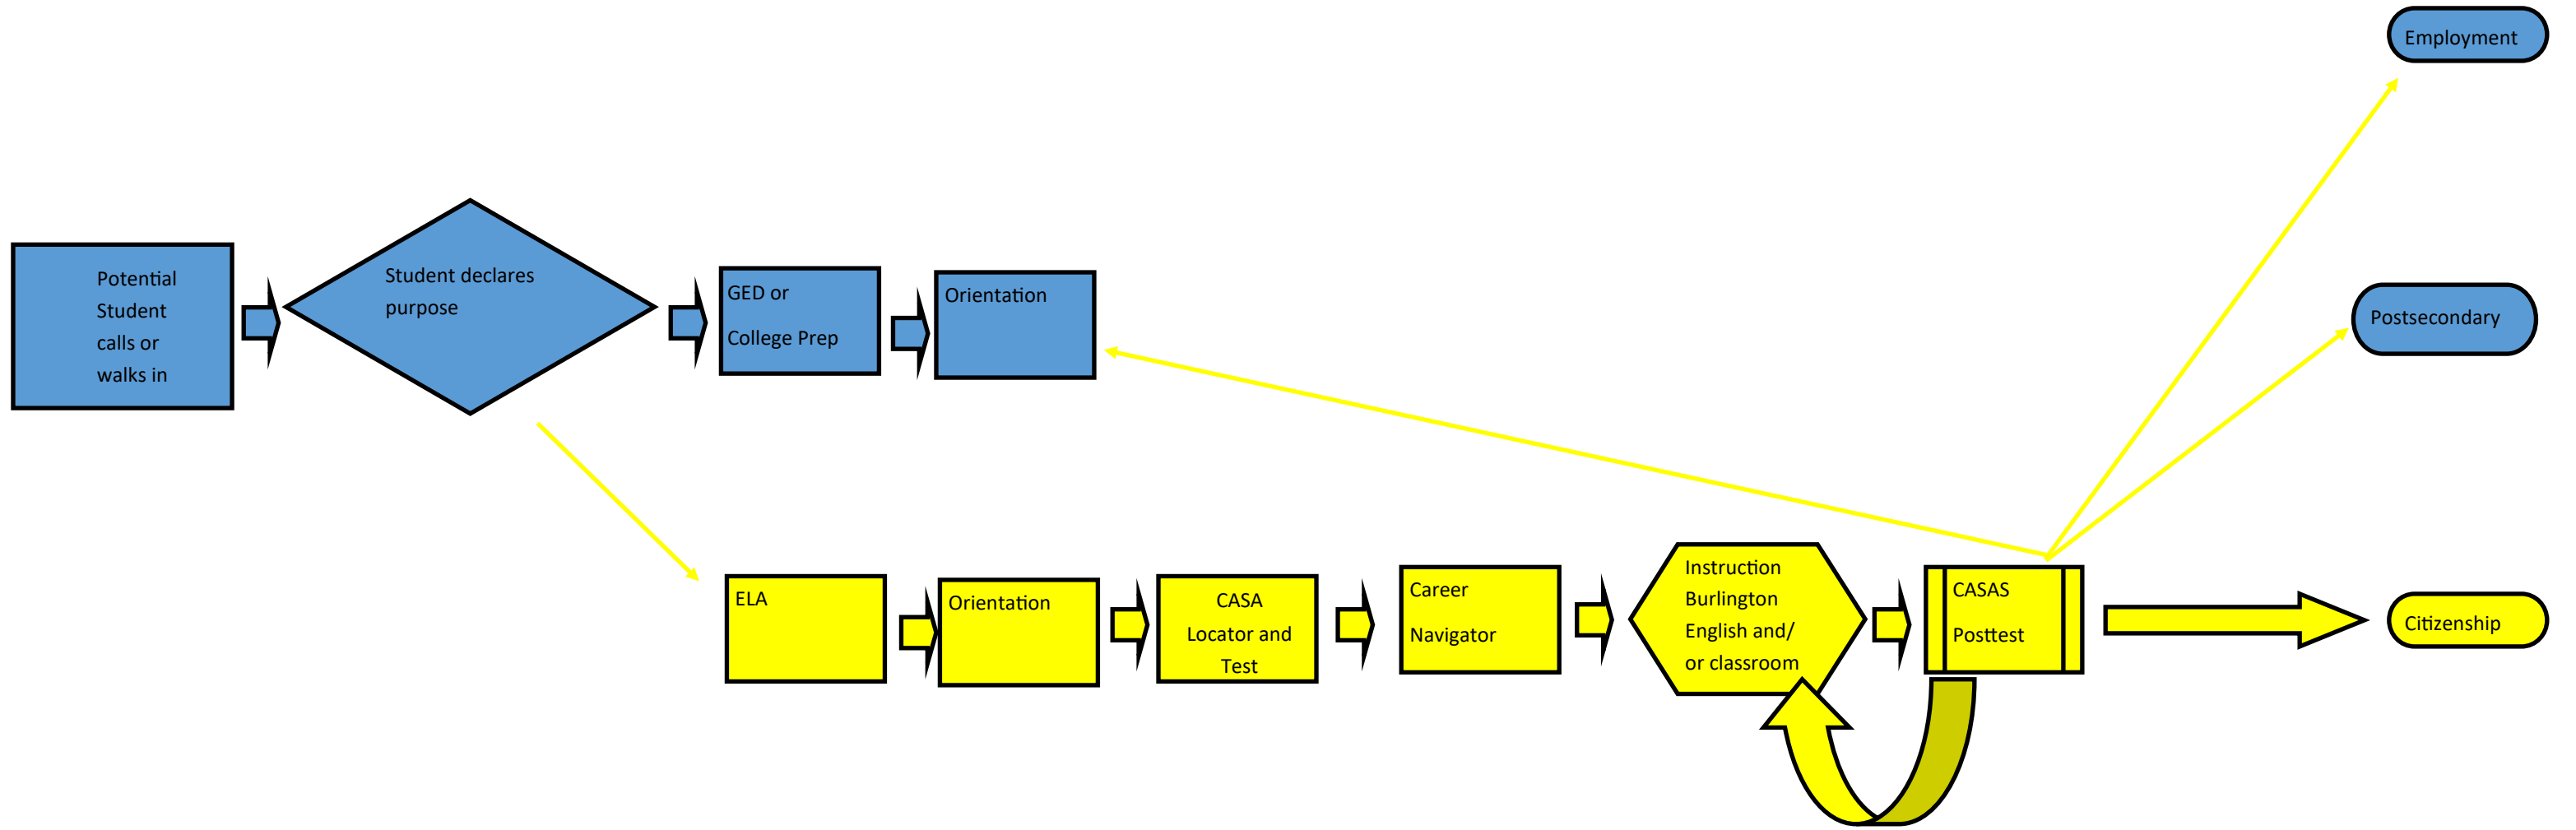 Employment
Potential
Student
calls or
walks in
Student declares
purpose
GED or
College Prep
Orientation
Postsecondary
ELA
Orientation
CASA
Locator and
Test
Career
Navigator
Instruction
Burlington
English and/
or classroom
CASAS
Posttest
Citizenship